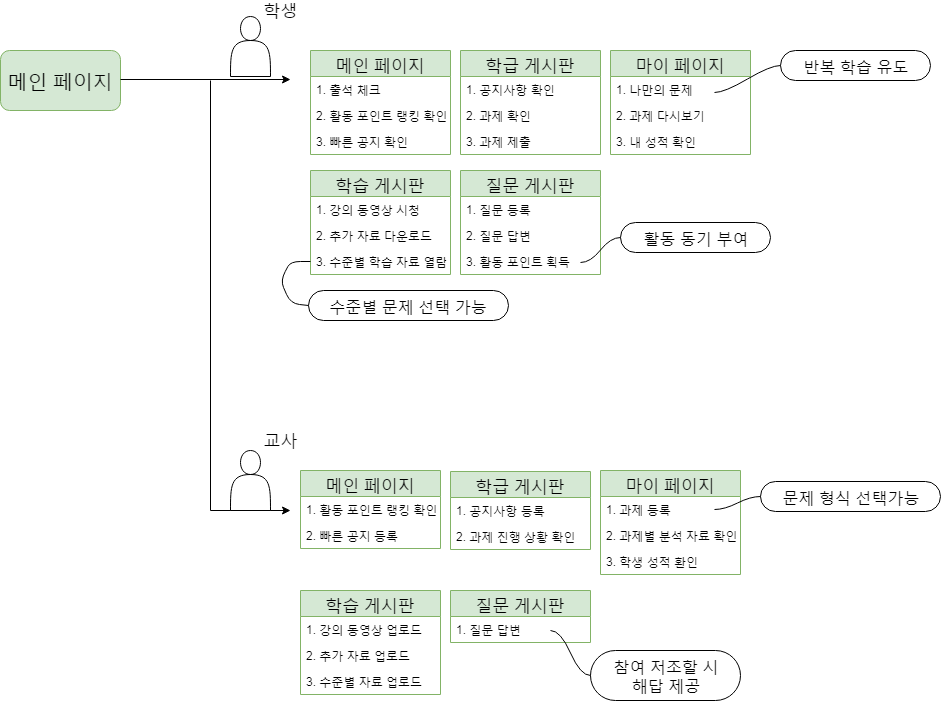 학생
메인 페이지
메인 페이지
1. 출석 체크
2. 활동 포인트 랭킹 확인
3. 빠른 공지 확인
학급 게시판
1. 공지사항 확인
2. 과제 확인
3. 과제 제출
마이 페이지
1. 나만의 문제
2. 과제 다시보기
3. 내 성적 확인
반복 학습 유도
학습 게시판
1. 강의 동영상 시청
2. 추가 자료 다운로드
3. 수준별 학습 자료 열람
질문 게시판
1. 질문 등록
2. 질문 답변
3. 활동 포인트 획득
활동 동기 부여
수준별 문제 선택 가능
교사
메인 페이지
1. 활동 포인트 랭킹 확인
2. 빠른 공지 등록
학급 게시판
1. 공지사항 등록
2. 과제 진행 상황 확인
마이 페이지
1. 과제 등록
2. 과제별 분석 자료 확인
3. 학생 성적 홛인
문제 형식 선택가능
학습 게시판
1. 강의 동영상 업로드
2. 추가 자료 업로드
3. 수준별 자료 업로드
질문 게시판
1. 질문 답변
참여 저조할 시
해답 제공